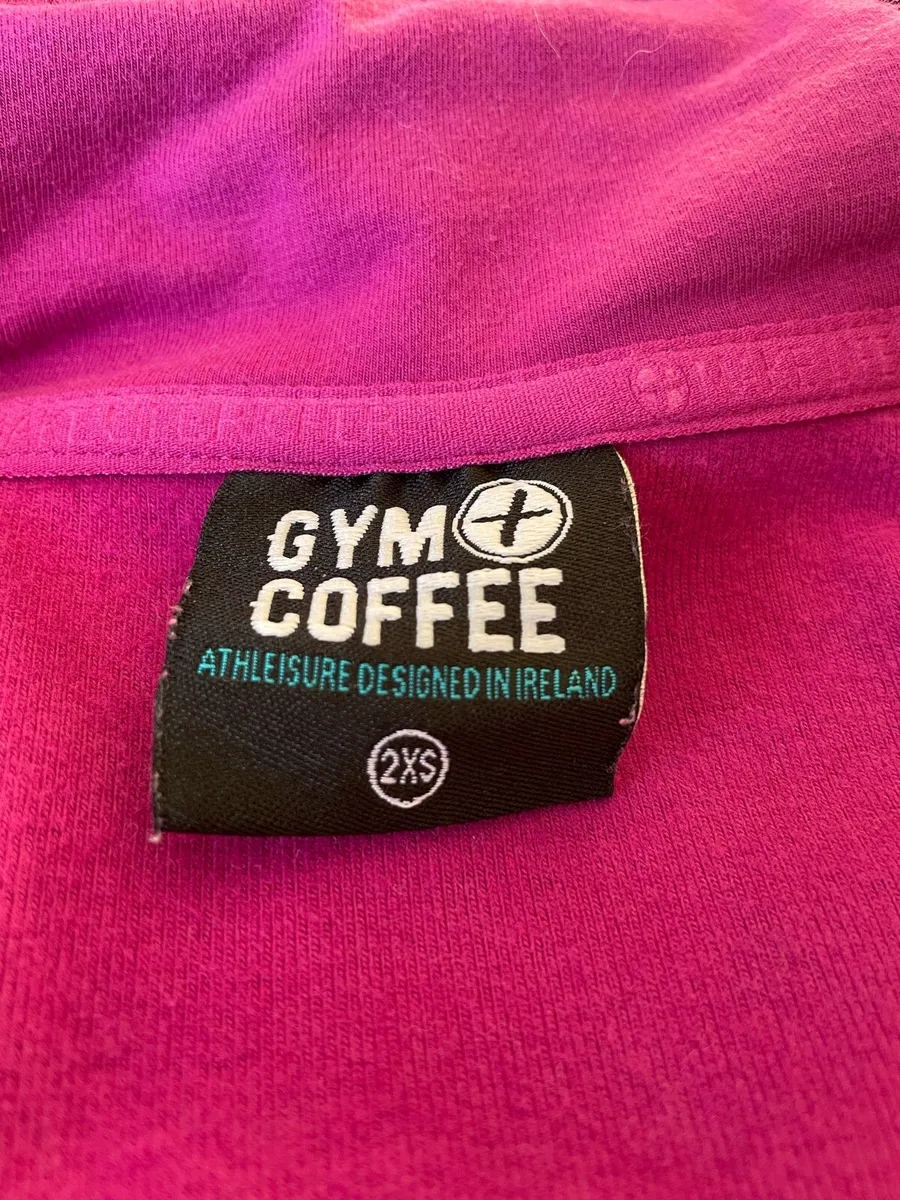 GYM+
COFFEE
ATHLEISURE DESIGNED IN IRELAND
2XS